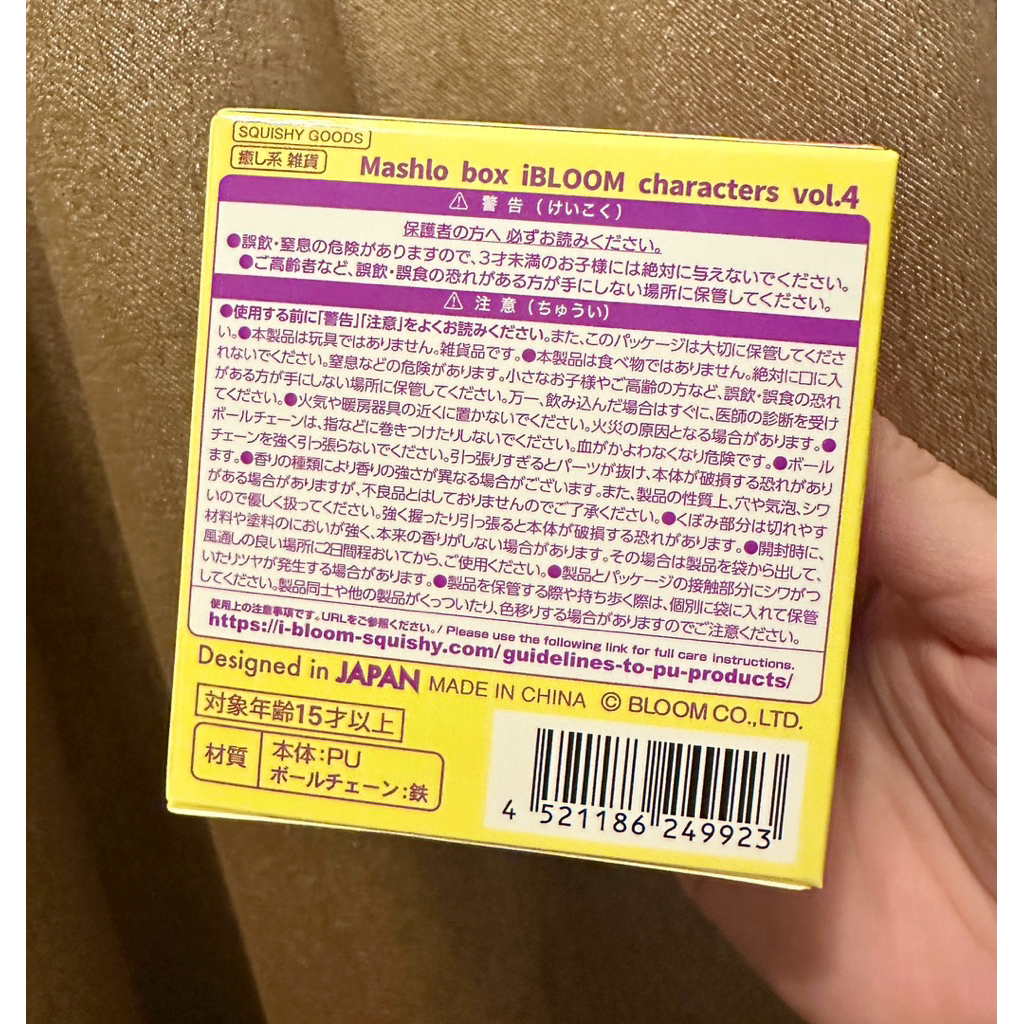 SQUISHY GOODS
癒し系 雑貨
Mashlo box iBLOOM characters vol.4
⚠ 警告（けいこく）
保護者の方へ 必ずお読みください。
●誤飲・窒息の危険がありますので、3才未満のお子様には絶対に与えないでください。
●ご高齢者など、誤飲・誤食の恐れがある方が手にしない場所に保管してください。
⚠ 注意（ちゅうい）
●使用する前に「警告」「注意」をよくお読みください。また、このパッケージは大切に保管してくださ
い。●本製品は玩具ではありません。雑貨品です。●本製品は食べ物ではありません。絶対に口に入
れないでください。窒息などの危険があります。小さなお子様やご高齢の方など、誤飲・誤食の恐れ
がある方が手にしない場所に保管してください。万一、飲み込んだ場合はすぐに、医師の診断を受け
てください。●火気や暖房器具の近くに置かないでください。火災の原因となる場合があります。●
ボールチェーンは、指などに巻きつけたりしないでください。血がかよわなくなり危険です。●ボール
チェーンを強く引っ張らないでください。引っ張りすぎるとパーツが抜け、本体が破損する恐れがあり
ます。●香りの種類により香りの強さが異なる場合がございます。また、製品の性質上、穴や気泡、シワ
がある場合がありますが、不良品とはしておりませんのでご了承ください。●くぼみ部分は切れやす
いので優しく扱ってください。強く握ったり引っ張ると本体が破損する恐れがあります。●開封時に、
材料や塗料のにおいが強く、本来の香りがしない場合があります。その場合は製品を袋から出して、
風通しの良い場所に2日間程おいてから、ご使用ください。●製品とパッケージの接触部分にシワがつ
いたりツヤが発生する場合があります。●製品を保管する際や持ち歩く際は、個別に袋に入れて保管
してください。製品同士や他の製品がくっついたり、色移りする場合がありますのでご注意ください。
使用上の注意事項です。URLをご参照ください。/ Please use the following link for full care instructions.
https://i-bloom-squishy.com/guidelines-to-pu-products/
Designed in JAPAN MADE IN CHINA © BLOOM CO.,LTD.
対象年齢15才以上
材質 本体:PU
ボールチェーン:鉄
4 521186 249923